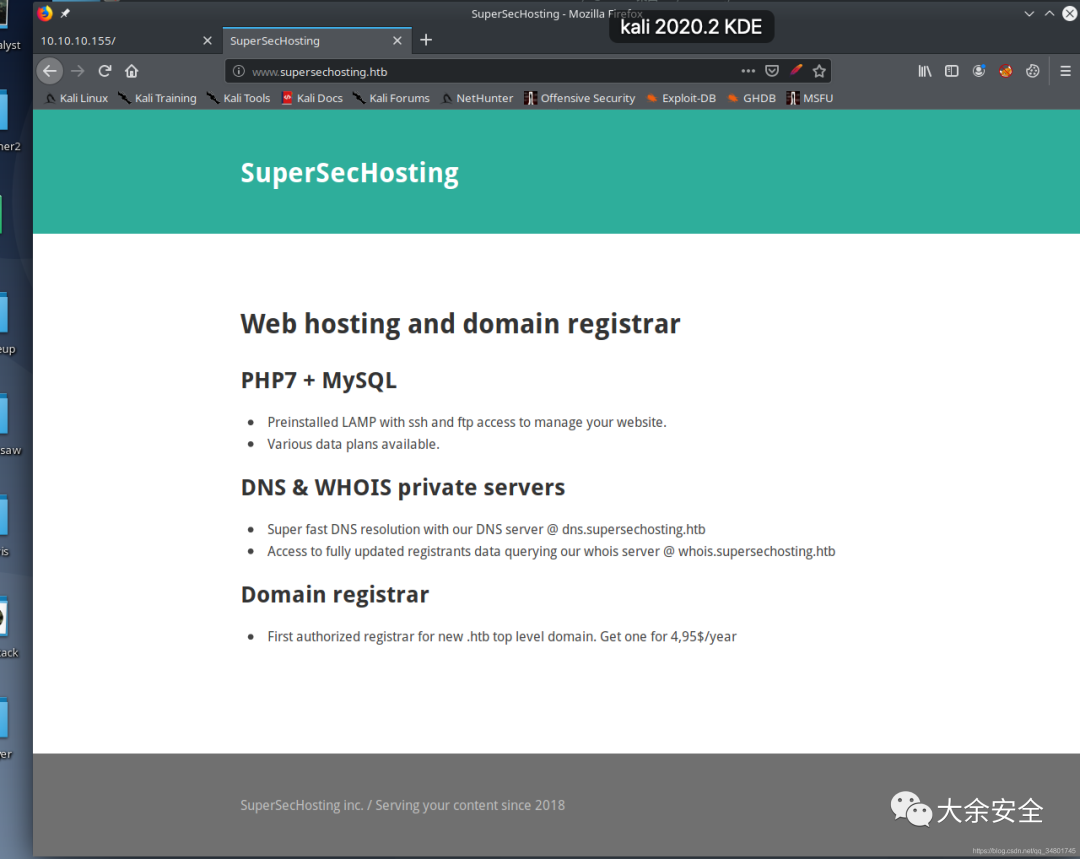 SuperSecHosting - Mozilla Firefox
kali 2020.2 KDE
10.10.10.155/
SuperSecHosting
www.supersechosting.htb
Kali Linux
Kali Training
Kali Tools
Kali Docs
Kali Forums
NetHunter
Offensive Security
Exploit-DB
GHDB
MSFU
alyst
ner2
eup
saw
is
ack
ver
SuperSecHosting
Web hosting and domain registrar
PHP7 + MySQL
Preinstalled LAMP with ssh and ftp access to manage your website.
Various data plans available.
DNS & WHOIS private servers
Super fast DNS resolution with our DNS server @ dns.supersechosting.htb
Access to fully updated registrants data querying our whois server @ whois.supersechosting.htb
Domain registrar
First authorized registrar for new .htb top level domain. Get one for 4,95$/year
SuperSecHosting inc. / Serving your content since 2018
大余安全
https://blog.csdn.net/qq_34801745